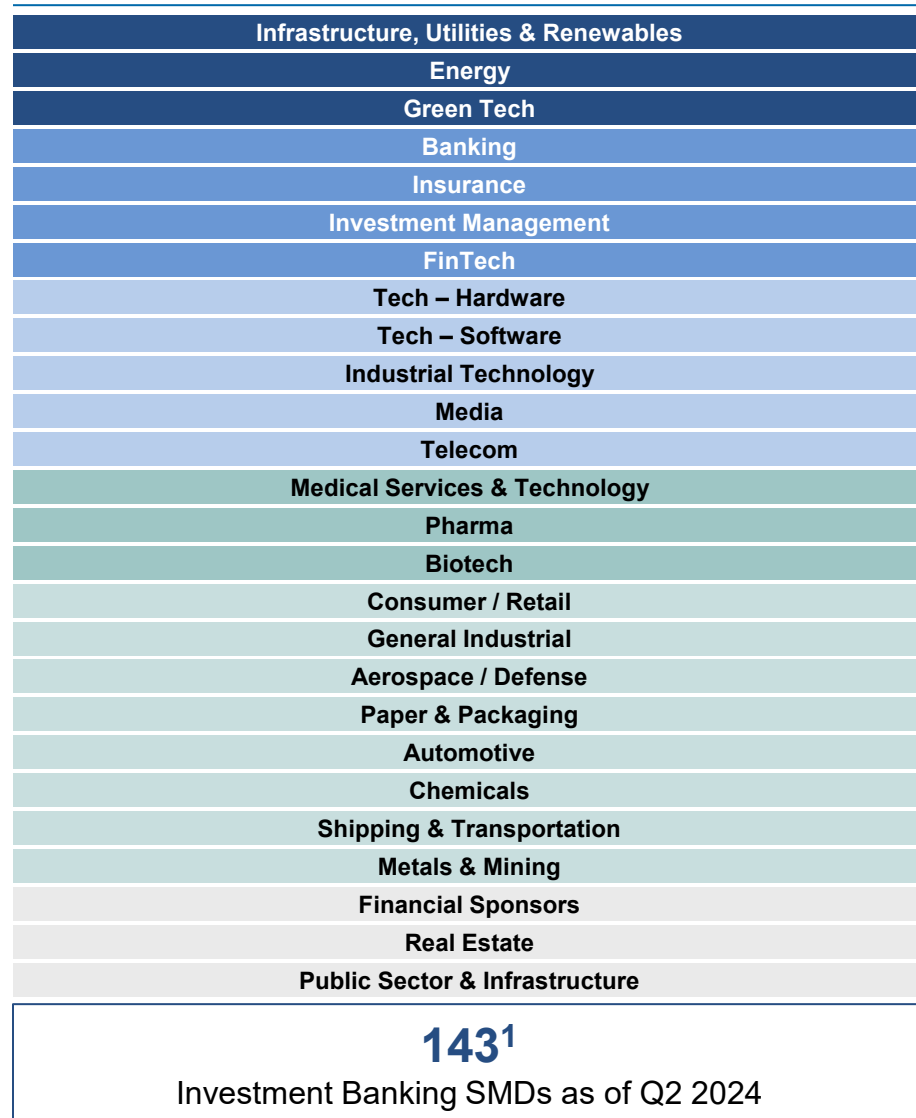 Infrastructure, Utilities & Renewables
Energy
Green Tech
Banking
Insurance
Investment Management
FinTech
Tech – Hardware
Tech – Software
Industrial Technology
Media
Telecom
Medical Services & Technology
Pharma
Biotech
Consumer / Retail
General Industrial
Aerospace / Defense
Paper & Packaging
Automotive
Chemicals
Shipping & Transportation
Metals & Mining
Financial Sponsors
Real Estate
Public Sector & Infrastructure
143¹
Investment Banking SMDs as of Q2 2024